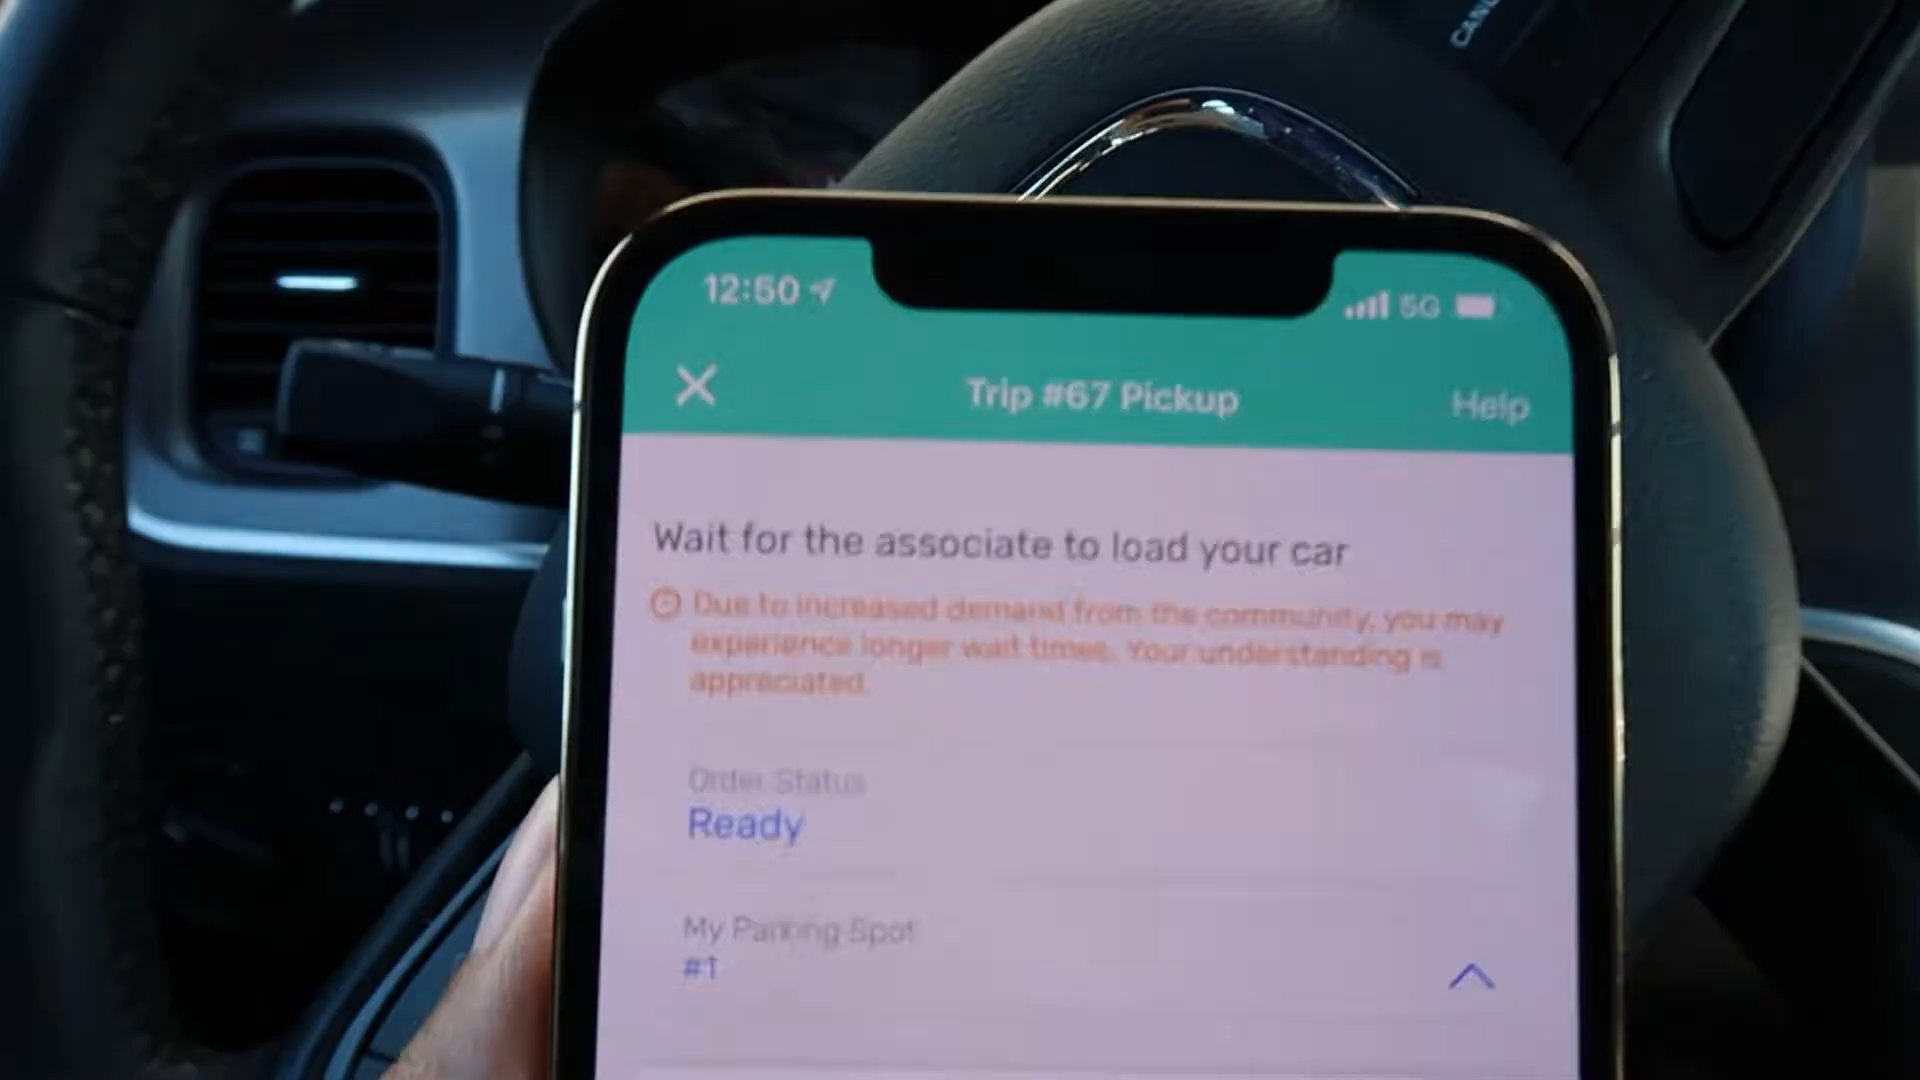 12:50
5G
Trip #67 Pickup
Help
Wait for the associate to load your car
Due to increased demand from the community, you may
experience longer wait times. Your understanding is
appreciated.
Order Status
Ready
My Parking Spot
#1